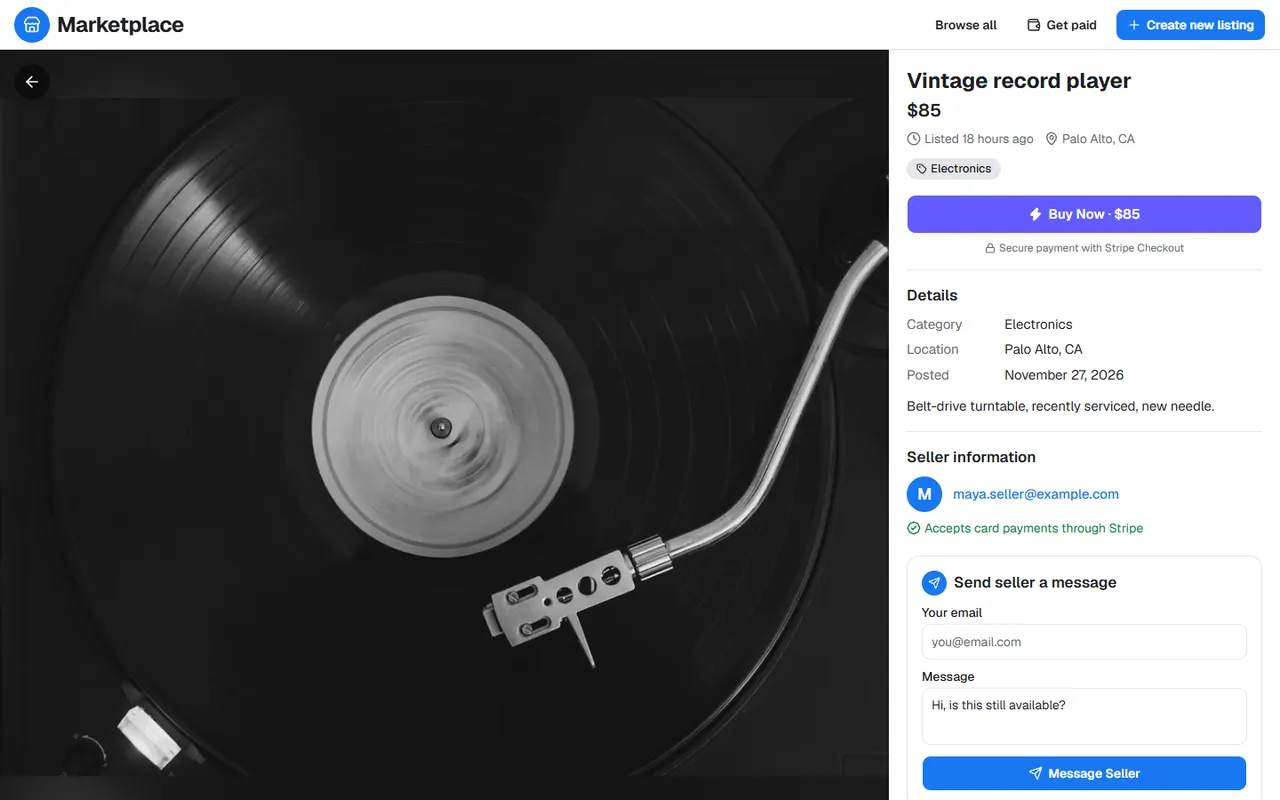 Marketplace
Browse all
Get paid
Create new listing
Vintage record player
$85
Listed 18 hours ago Palo Alto, CA
Electronics
Buy Now · $85
Secure payment with Stripe Checkout
Details
Category Electronics
Location Palo Alto, CA
Posted November 27, 2026
Belt-drive turntable, recently serviced, new needle.
Seller information
M maya.seller@example.com
Accepts card payments through Stripe
Send seller a message
Your email
you@email.com
Message
Hi, is this still available?
Message Seller